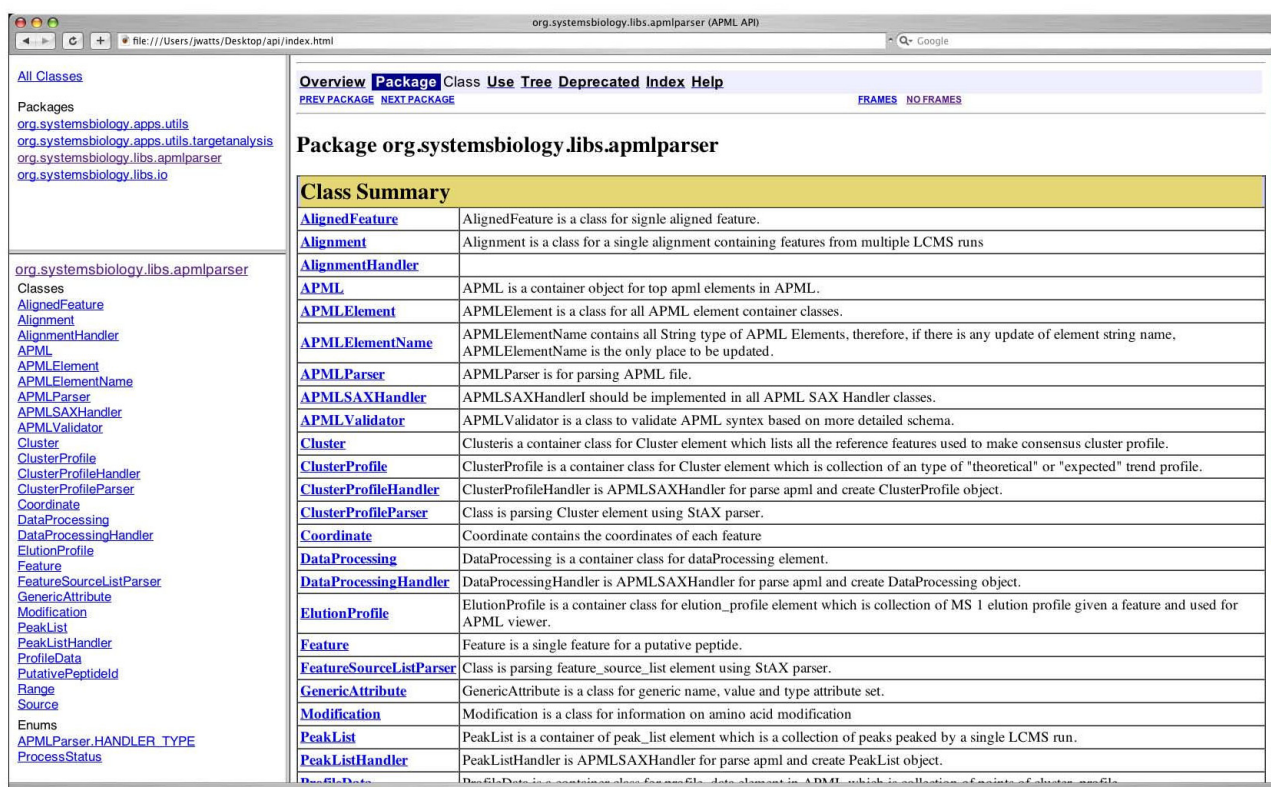 org.systemsbiology.libs.apmlparser (APML API)
file:///Users/jwatts/Desktop/api/index.html
Google
All Classes
Packages
org.systemsbiology.apps.utils
org.systemsbiology.apps.utils.targetanalysis
org.systemsbiology.libs.apmlparser
org.systemsbiology.libs.io
org.systemsbiology.libs.apmlparser
Classes
AlignedFeature
Alignment
AlignmentHandler
APML
APMLElement
APMLElementName
APMLParser
APMLSAXHandler
APMLValidator
Cluster
ClusterProfile
ClusterProfileHandler
ClusterProfileParser
Coordinate
DataProcessing
DataProcessingHandler
ElutionProfile
Feature
FeatureSourceListParser
GenericAttribute
Modification
PeakList
PeakListHandler
ProfileData
PutativePeptideId
Range
Source
Enums
APMLParser.HANDLER_TYPE
ProcessStatus
Overview Package Class Use Tree Deprecated Index Help
PREV PACKAGE NEXT PACKAGE FRAMES NO FRAMES
Package org.systemsbiology.libs.apmlparser
Class Summary
AlignedFeature AlignedFeature is a class for signle aligned feature.
Alignment Alignment is a class for a single alignment containing features from multiple LCMS runs
AlignmentHandler
APML APML is a container object for top apml elements in APML.
APMLElement APMLElement is a class for all APML element container classes.
APMLElementName APMLElementName contains all String type of APML Elements, therefore, if there is any update of element string name,
APMLElementName is the only place to be updated.
APMLParser APMLParser is for parsing APML file.
APMLSAXHandler APMLSAXHandlerI should be implemented in all APML SAX Handler classes.
APMLValidator APMLValidator is a class to validate APML syntex based on more detailed schema.
Cluster Clusteris a container class for Cluster element which lists all the reference features used to make consensus cluster profile.
ClusterProfile ClusterProfile is a container class for Cluster element which is collection of an type of "theoretical" or "expected" trend profile.
ClusterProfileHandler ClusterProfileHandler is APMLSAXHandler for parse apml and create ClusterProfile object.
ClusterProfileParser Class is parsing Cluster element using StAX parser.
Coordinate Coordinate contains the coordinates of each feature
DataProcessing DataProcessing is a container class for dataProcessing element.
DataProcessingHandler DataProcessingHandler is APMLSAXHandler for parse apml and create DataProcessing object.
ElutionProfile ElutionProfile is a container class for elution_profile element which is collection of MS 1 elution profile given a feature and used for
APML viewer.
Feature Feature is a single feature for a putative peptide.
FeatureSourceListParser Class is parsing feature_source_list element using StAX parser.
GenericAttribute GenericAttribute is a class for generic name, value and type attribute set.
Modification Modification is a class for information on amino acid modification
PeakList PeakList is a container of peak_list element which is a collection of peaks peaked by a single LCMS run.
PeakListHandler PeakListHandler is APMLSAXHandler for parse apml and create PeakList object.
ProfileData ProfileData is a container class for profile_data element in APML which is collection of points of cluster_profile